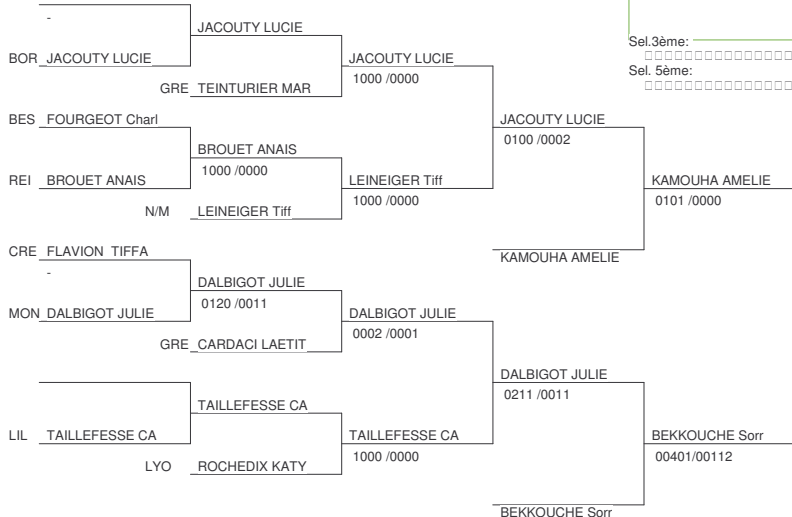 -
JACOUTY LUCIE
Sel.3ème:
BOR JACOUTY LUCIE
JACOUTY LUCIE
Sel. 5ème:
1000 /0000
GRE TEINTURIER MAR
BES FOURGEOT Charl
JACOUTY LUCIE
0100 /0002
BROUET ANAIS
1000 /0000
REI BROUET ANAIS
LEINEIGER Tiff
KAMOUHA AMELIE
1000 /0000
0101 /0000
N/M LEINEIGER Tiff
CRE FLAVION TIFFA
KAMOUHA AMELIE
-
DALBIGOT JULIE
0120 /0011
MON DALBIGOT JULIE
DALBIGOT JULIE
0002 /0001
GRE CARDACI LAETIT
DALBIGOT JULIE
0211 /0011
TAILLEFESSE CA
LIL TAILLEFESSE CA
TAILLEFESSE CA
BEKKOUCHE Sorr
1000 /0000
00401/00112
LYO ROCHEDIX KATY
BEKKOUCHE Sorr